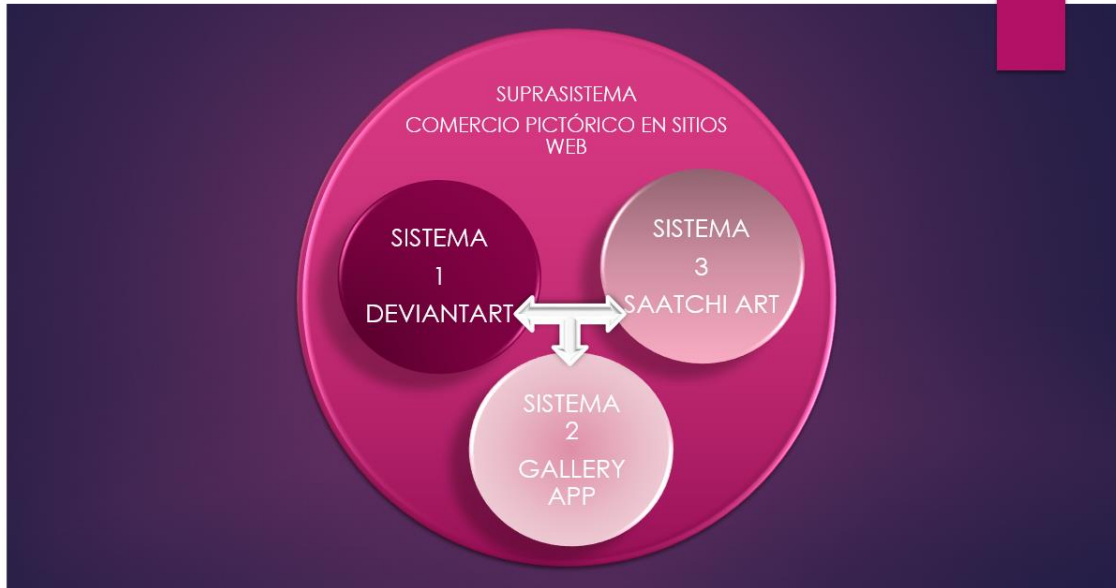 SUPRASISTEMA
COMERCIO PICTÓRICO EN SITIOS
WEB
SISTEMA
1
DEVIANTART
SISTEMA
3
SAATCHI ART
SISTEMA
2
GALLERY
APP